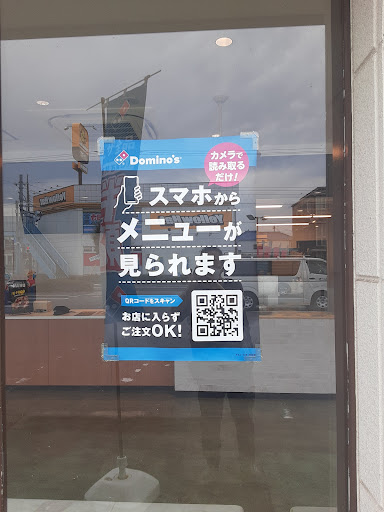 Domino's
カメラで
読み取る
だけ!
スマホから
メニューが
見られます
QRコードをスキャン
お店に入らず
ご注文OK!